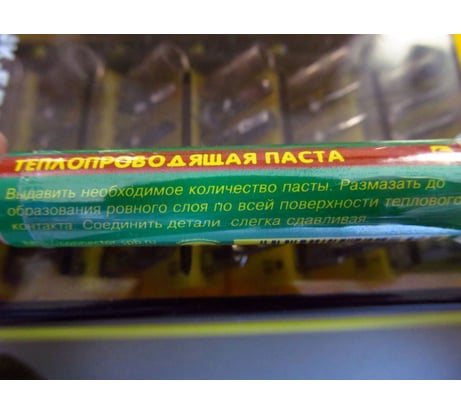 ТЕПЛОПРОВОДЯЩАЯ ПАСТА
Выдавить необходимое количество пасты. Размазать до
образования ровного слоя по всей поверхности теплового
контакта. Соединить детали слегка сдавливая.